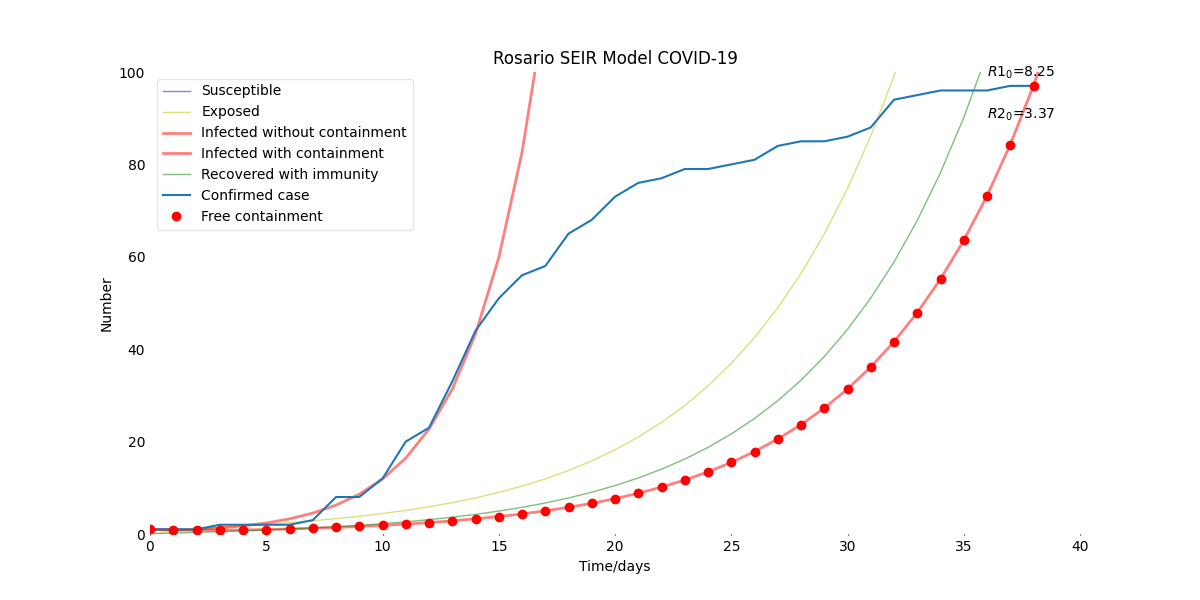 Rosario SEIR Model COVID-19
Susceptible
Exposed
Infected without containment
Infected with containment
Recovered with immunity
Confirmed case
Free containment
R1₀=8.25
R2₀=3.37
Number
100
80
60
40
20
0
0 5 10 15 20 25 30 35 40
Time/days